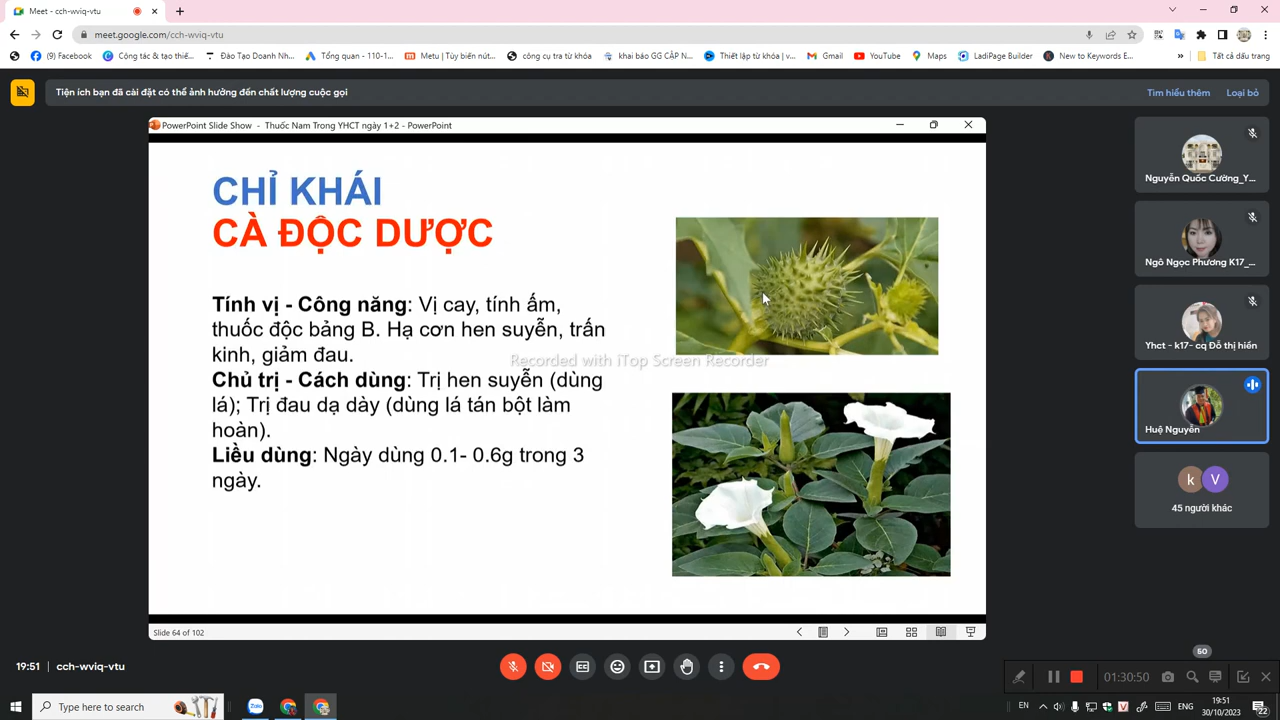 Meet - cch-wviq-vtu
meet.google.com/cch-wviq-vtu
(8) Facebook
Công tác & tạo thiế...
Đào Tạo Doanh Nh...
Tổng quan - 110-1...
Metu | Tùy biến nút...
công cụ tra từ khóa
khai báo GG CẬP N...
Thiết lập từ khóa | v...
Gmail
YouTube
Maps
LadiPage Builder
New to Keywords E...
»
Tất cả dấu trang
Tiện ích bạn đã cài đặt có thể ảnh hưởng đến chất lượng cuộc gọi
Tìm hiểu thêm
Loại bỏ
PowerPoint Slide Show - Thuốc Nam Trong YHCT ngày 1+2 - PowerPoint
CHỈ KHÁI
CÀ ĐỘC DƯỢC
Tính vị - Công năng: Vị cay, tính ấm,
thuốc độc bảng B. Hạ cơn hen suyễn, trấn
kinh, giảm đau.
Chủ trị - Cách dùng: Trị hen suyễn (dùng
lá); Trị đau dạ dày (dùng lá tán bột làm
hoàn).
Liều dùng: Ngày dùng 0.1- 0.6g trong 3
ngày.
Recorded with iTop Screen Recorder
Slide 64 of 102
Nguyễn Quốc Cường_Y...
Ngô Ngọc Phương K17_...
Yhct - k17- cq Đỗ thị hiền
Huệ Nguyễn
k
V
45 người khác
19:51
cch-wviq-vtu
50
01:30:50
Type here to search
EN
V
ENG
19:51
30/10/2023
22